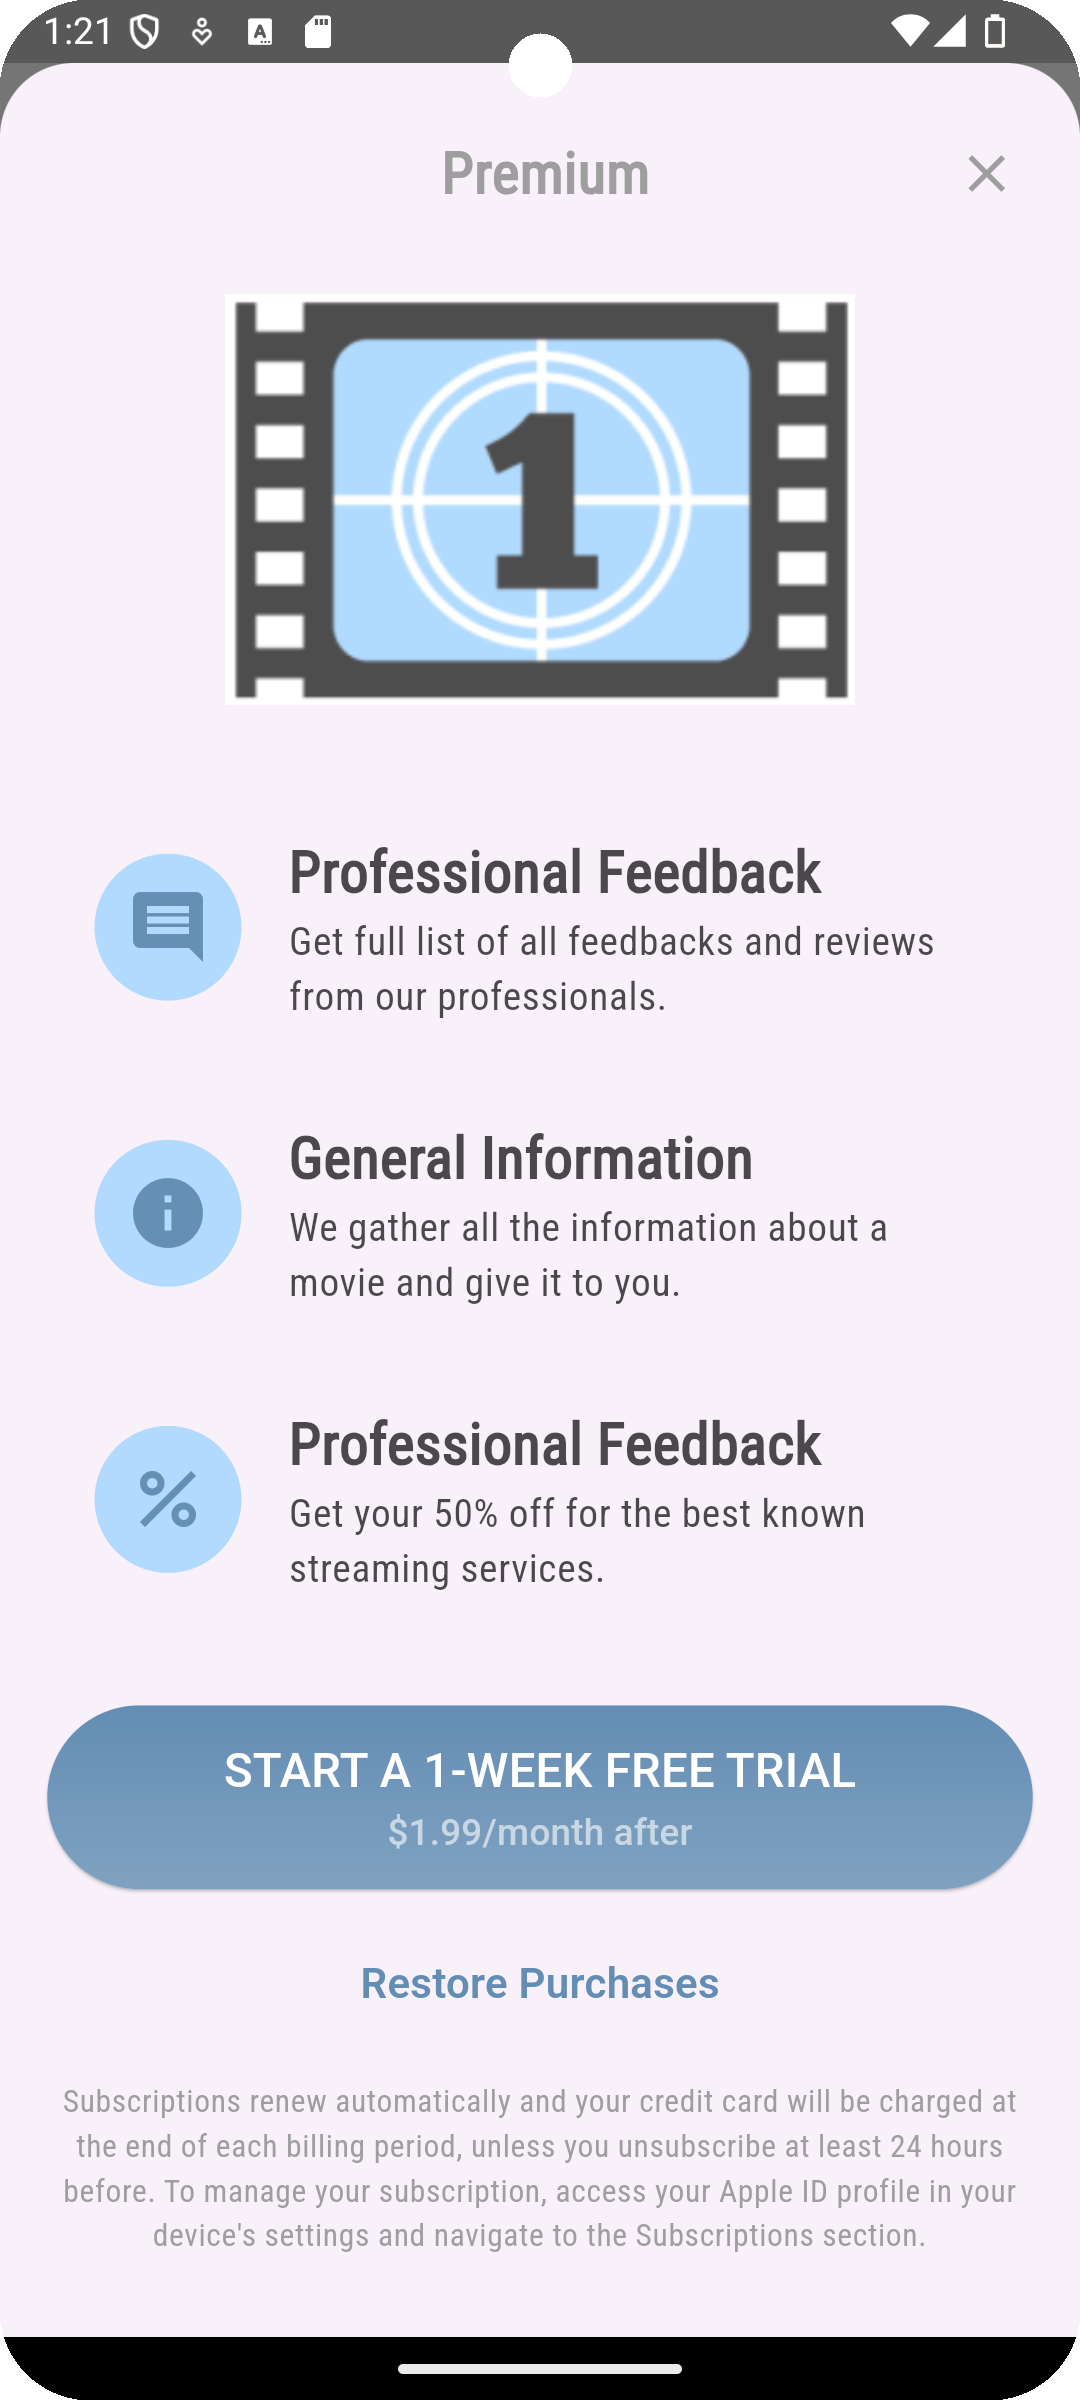 1:21
Premium
1
Professional Feedback
Get full list of all feedbacks and reviews
from our professionals.
General Information
We gather all the information about a
movie and give it to you.
Professional Feedback
Get your 50% off for the best known
streaming services.
START A 1-WEEK FREE TRIAL
$1.99/month after
Restore Purchases
Subscriptions renew automatically and your credit card will be charged at
the end of each billing period, unless you unsubscribe at least 24 hours
before. To manage your subscription, access your Apple ID profile in your
device's settings and navigate to the Subscriptions section.